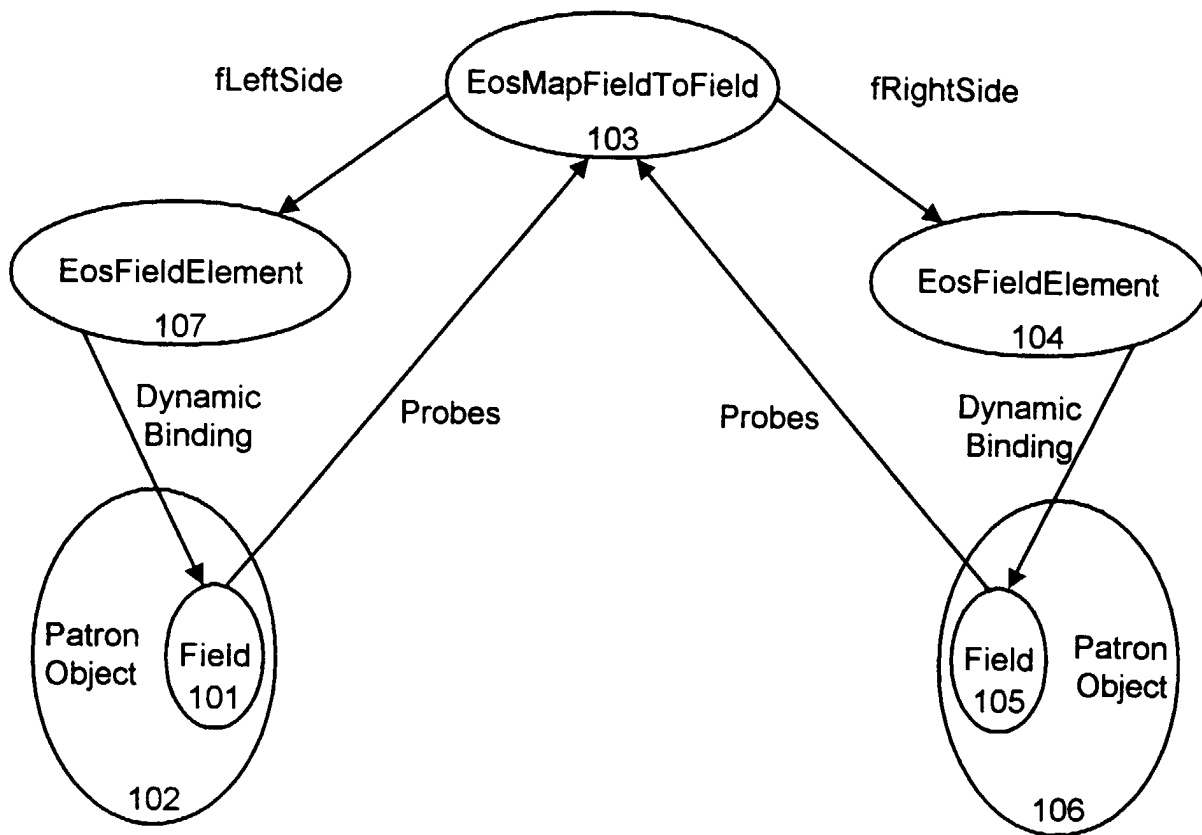 fLeftSide
EosMapFieldToField
103
fRightSide
EosFieldElement
107
EosFieldElement
104
Dynamic
Binding
Probes
Probes
Dynamic
Binding
Patron
Object
Field
101
102
Field
105
Patron
Object
106